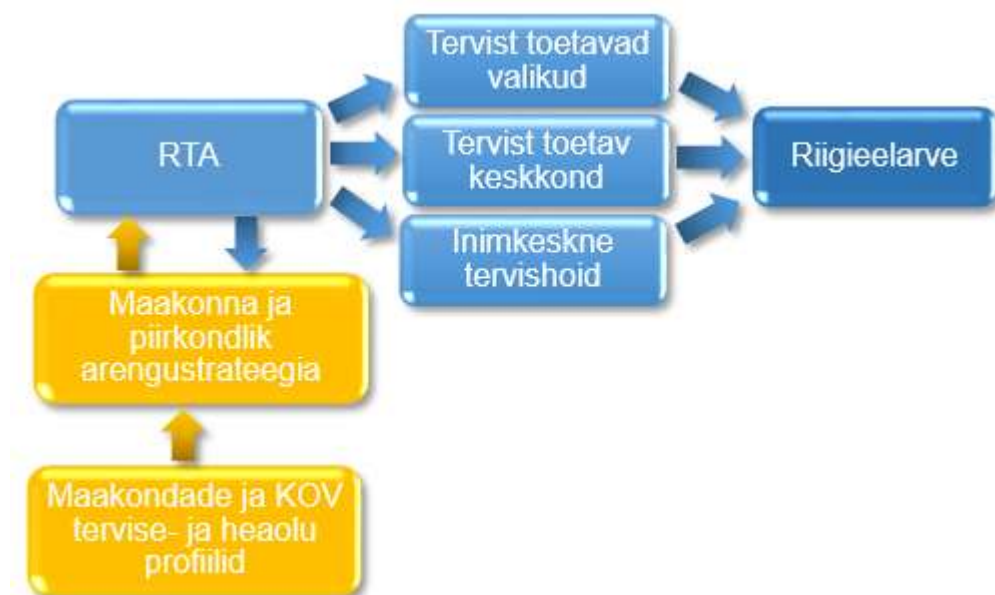 Tervist toetavad
valikud
RTA
Tervist toetav
keskkond
Riigieelarve
Inimkeskne
tervishoid
Maakonna ja
piirkondlik
arengustrateegia
Maakondade ja KOV
tervise- ja heaolu
profiilid